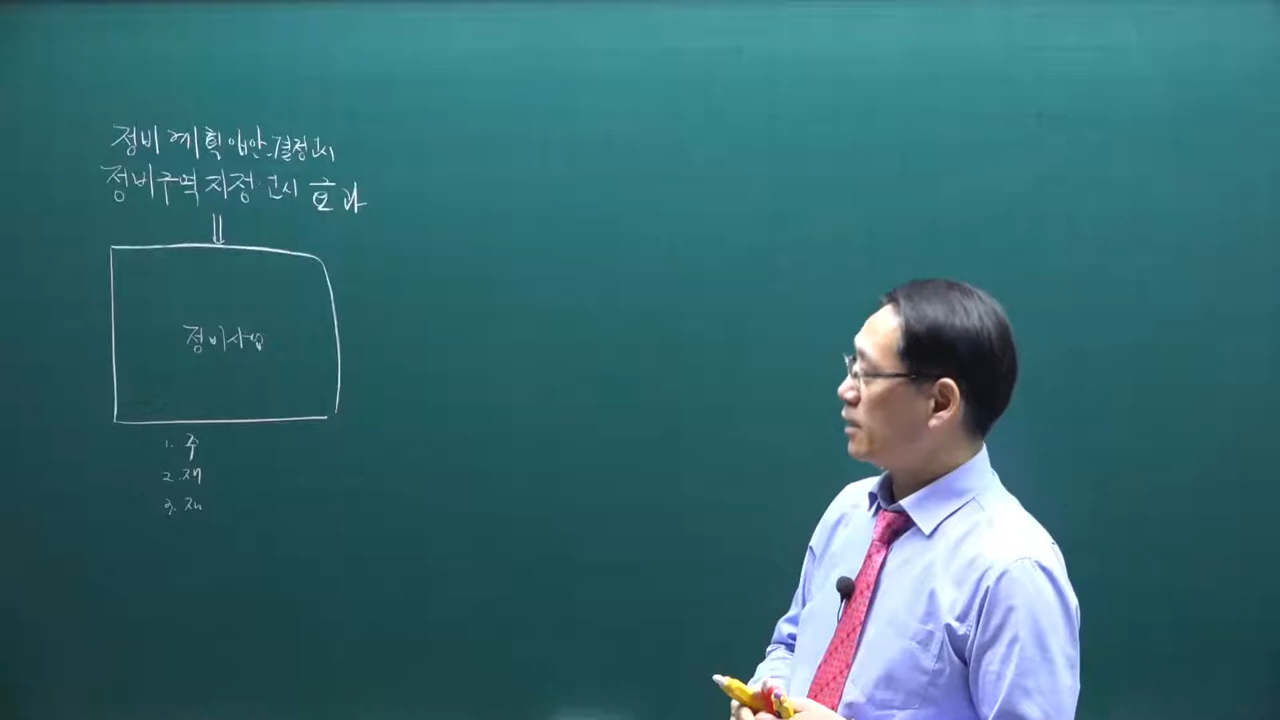 정비계획입안·결정고시
정비구역 지정·고시 효과
정비사업
1. 주
2. 재
3. 재